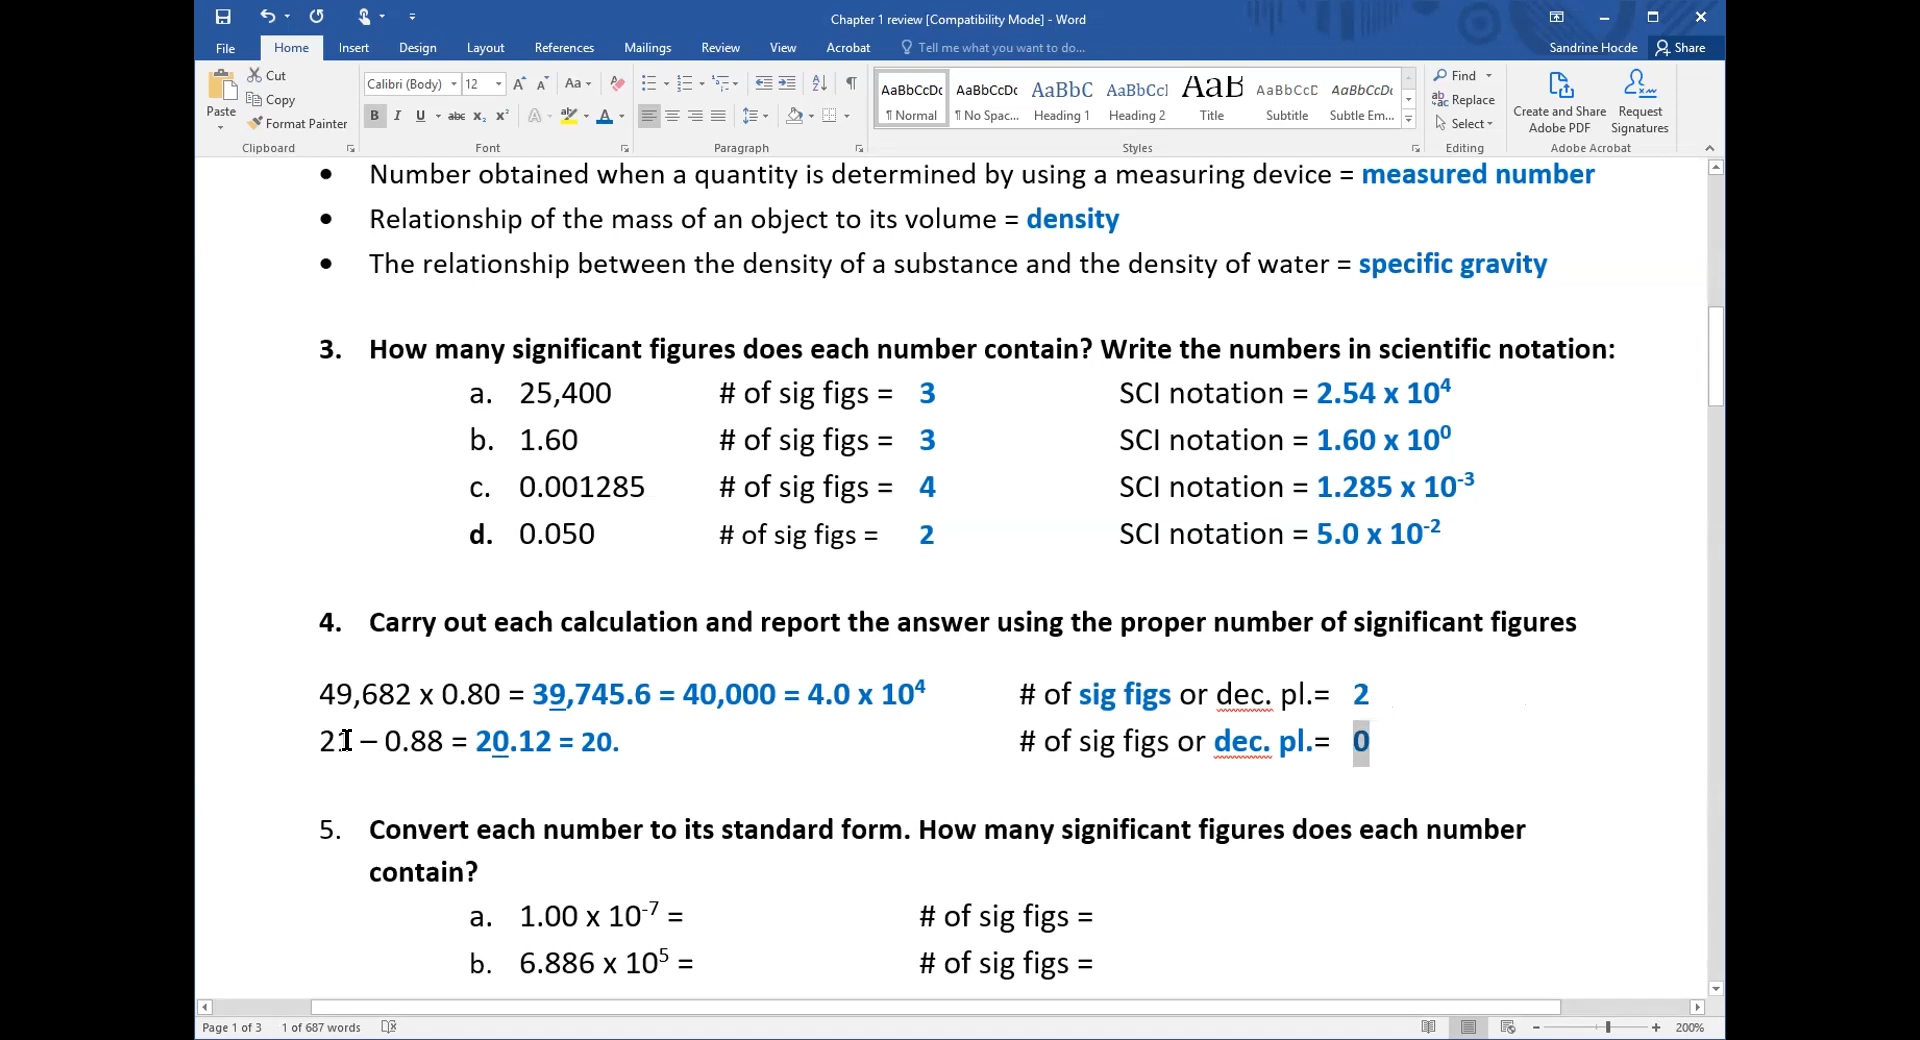 Chapter 1 review [Compatibility Mode] - Word
File Home Insert Design Layout References Mailings Review View Acrobat Tell me what you want to do... Sandrine Hocde Share
Paste Cut Copy Format Painter Clipboard
Calibri (Body) 12 Aa B I U abc x₂ x² A A Font
Paragraph
AaBbCcDc AaBbCcDc AaBbC AaBbCcI AaB AaBbCcD AaBbCcDc
¶ Normal ¶ No Spac... Heading 1 Heading 2 Title Subtitle Subtle Em...
Styles
Find Replace Select Editing
Create and Share Adobe PDF Request Signatures Adobe Acrobat
• Number obtained when a quantity is determined by using a measuring device = measured number
• Relationship of the mass of an object to its volume = density
• The relationship between the density of a substance and the density of water = specific gravity
3. How many significant figures does each number contain? Write the numbers in scientific notation:
a. 25,400 # of sig figs = 3 SCI notation = 2.54 x 10⁴
b. 1.60 # of sig figs = 3 SCI notation = 1.60 x 10⁰
c. 0.001285 # of sig figs = 4 SCI notation = 1.285 x 10⁻³
d. 0.050 # of sig figs = 2 SCI notation = 5.0 x 10⁻²
4. Carry out each calculation and report the answer using the proper number of significant figures
49,682 x 0.80 = 39,745.6 = 40,000 = 4.0 x 10⁴ # of sig figs or dec. pl.= 2
21 – 0.88 = 20.12 = 20. # of sig figs or dec. pl.= 0
5. Convert each number to its standard form. How many significant figures does each number
contain?
a. 1.00 x 10⁻⁷ = # of sig figs =
b. 6.886 x 10⁵ = # of sig figs =
Page 1 of 3 1 of 687 words 200%